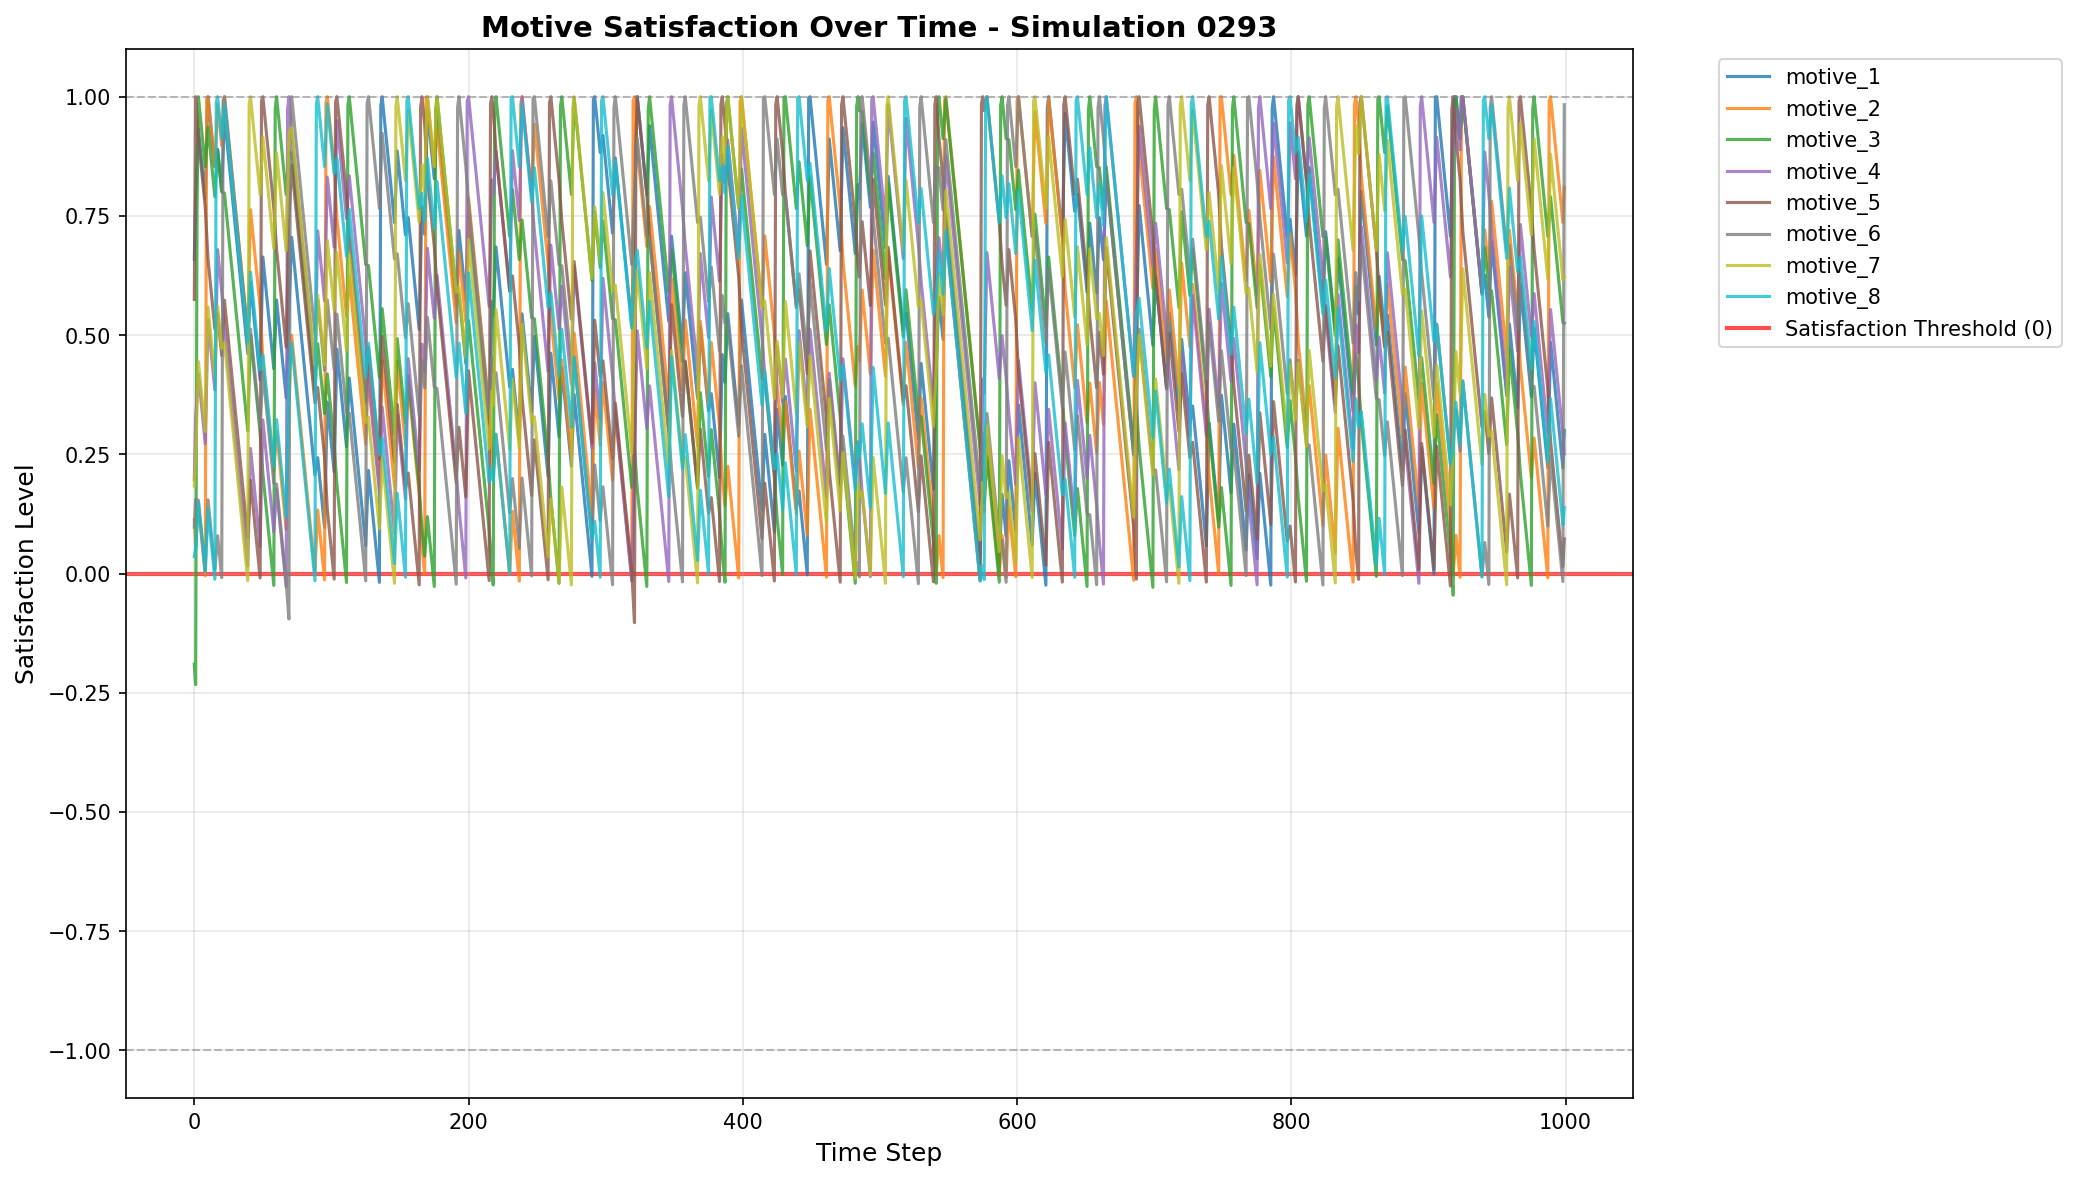 Motive Satisfaction Over Time - Simulation 0293
1.00
0.75
0.50
0.25
0.00
−0.25
−0.50
−0.75
−1.00
Satisfaction Level
0
200
400
600
800
1000
Time Step
motive_1
motive_2
motive_3
motive_4
motive_5
motive_6
motive_7
motive_8
Satisfaction Threshold (0)